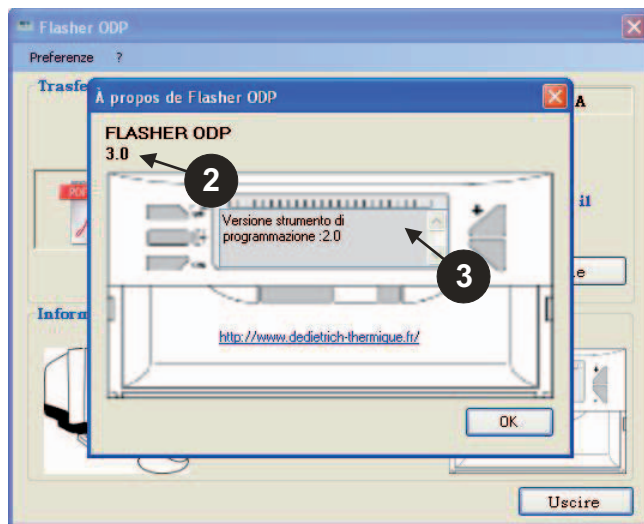 Flasher ODP
Preferenze ?
Trasfe
À propos de Flasher ODP
A
FLASHER ODP
3.0
2
PDF
il
Versione strumento di
programmazione :2.0
3
.e
Inform
http://www.dedietrich-thermique.fr/
OK
Uscire